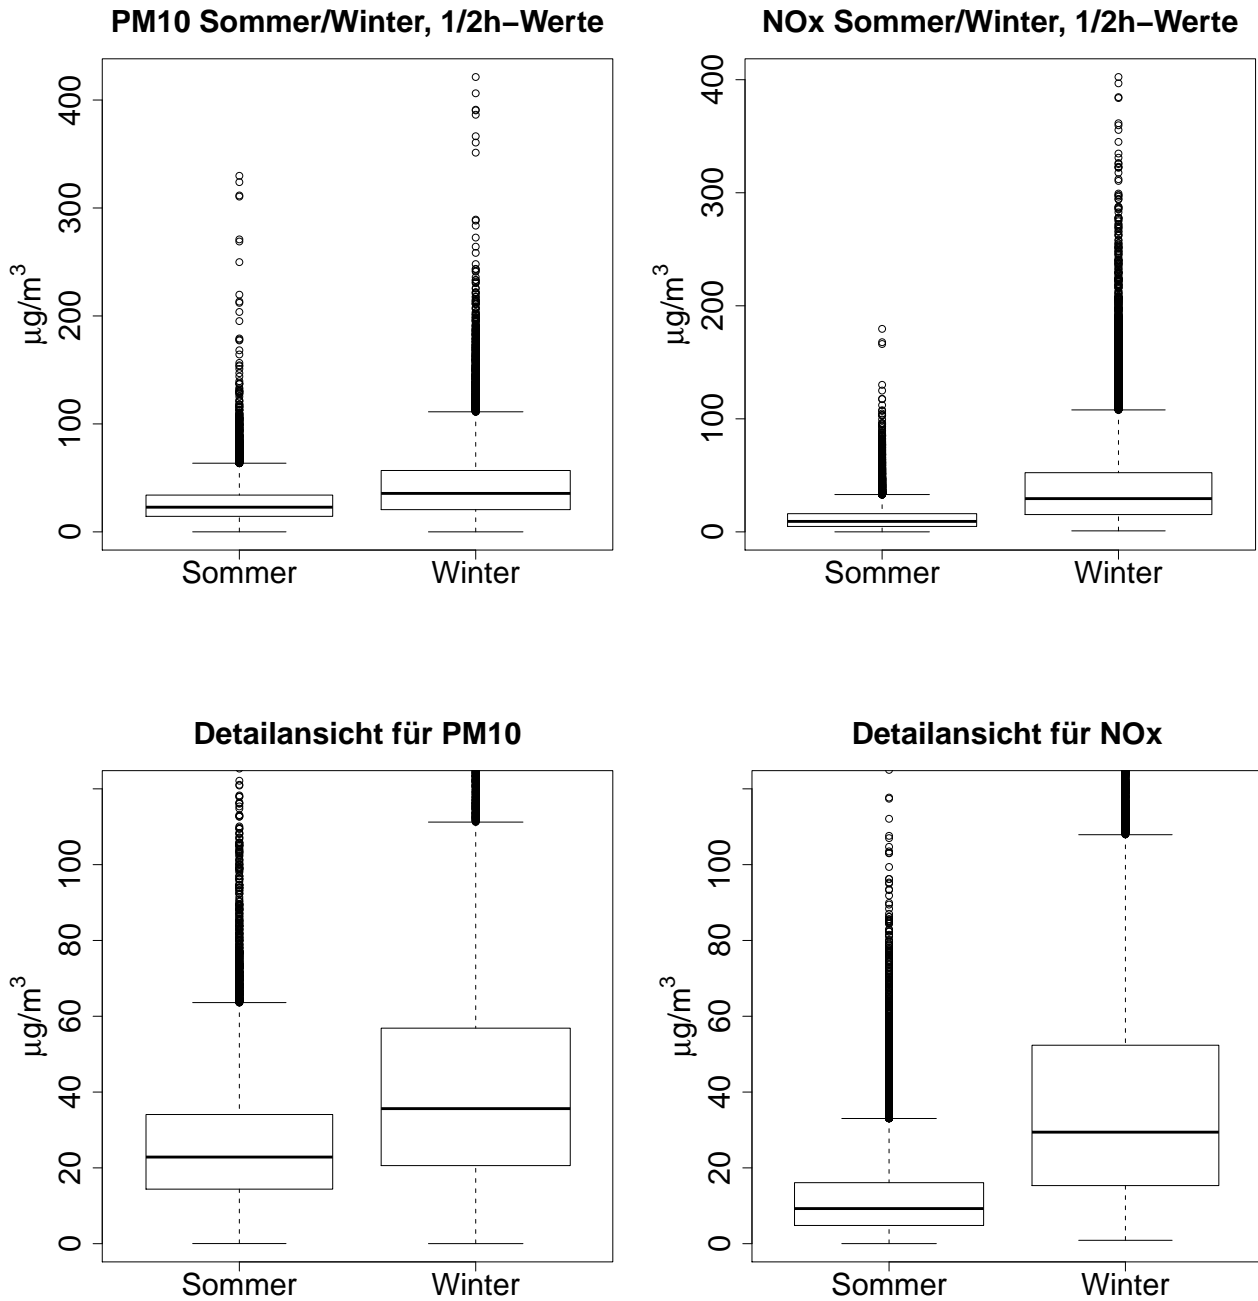 PM10 Sommer/Winter, 1/2h−Werte
µg/m³
400
300
200
100
0
Sommer Winter
NOx Sommer/Winter, 1/2h−Werte
µg/m³
400
300
200
100
0
Sommer Winter
Detailansicht für PM10
µg/m³
100
80
60
40
20
0
Sommer Winter
Detailansicht für NOx
µg/m³
100
80
60
40
20
0
Sommer Winter